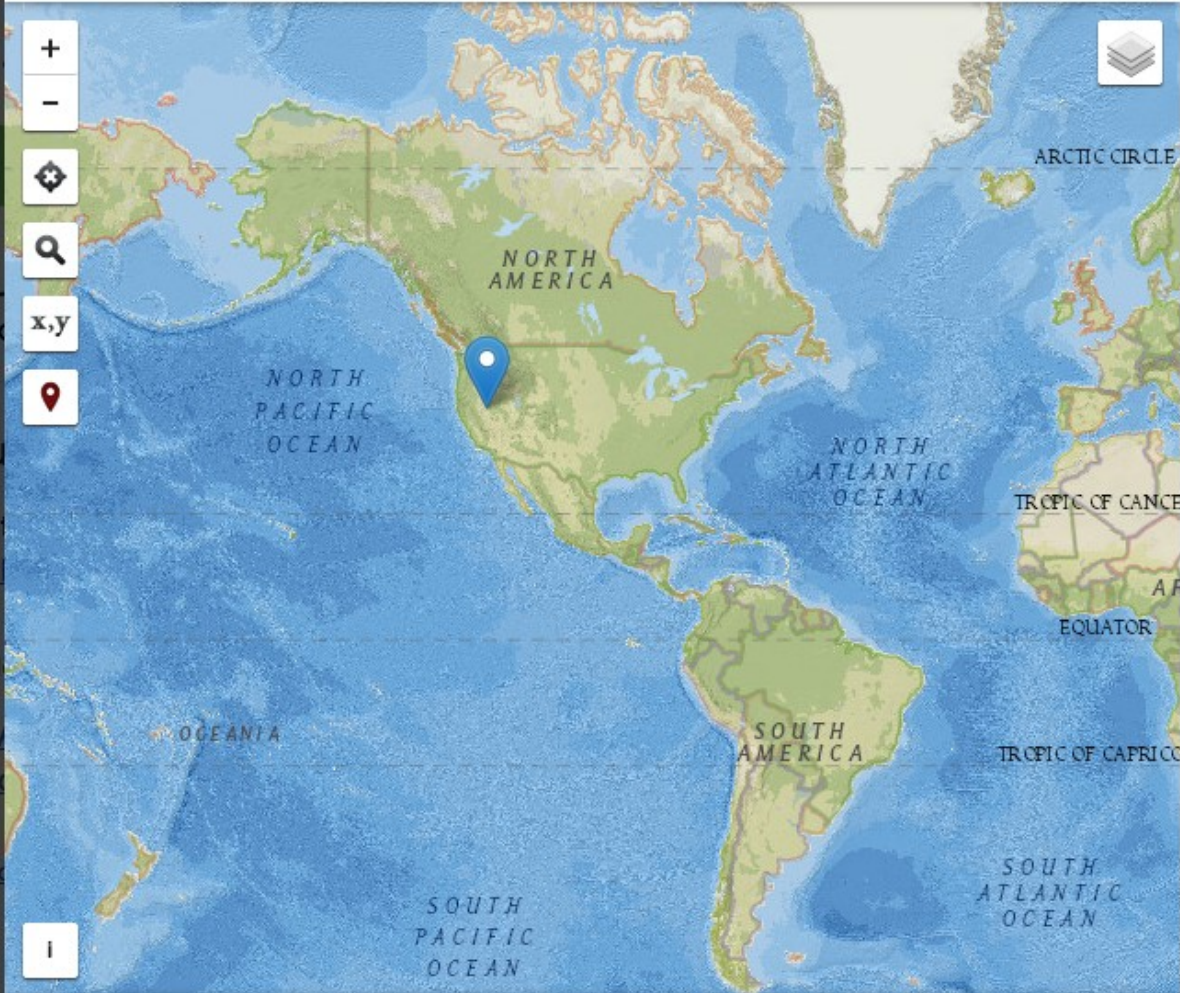 +
−
ARCTIC CIRCLE
NORTH
AMERICA
x,y
NORTH
PACIFIC
OCEAN
NORTH
ATLANTIC
OCEAN
TROPIC OF CANCE
AF
EQUATOR
OCEANIA
SOUTH
AMERICA
TROPIC OF CAPRICO
SOUTH
ATLANTIC
OCEAN
SOUTH
PACIFIC
OCEAN
i